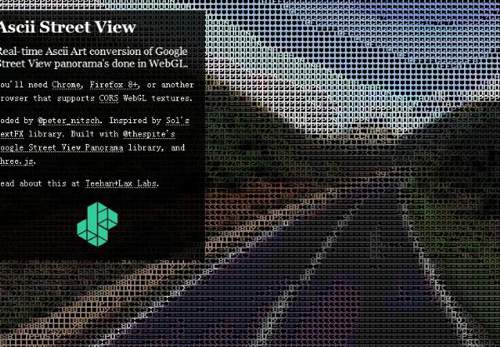 Ascii Street View
Real-time Ascii Art conversion of Google
Street View panorama's done in WebGL.
ou'll need Chrome, Firefox 8+, or another
rowser that supports CORS WebGL textures.
oded by @peter_nitsch. Inspired by Sol's
extFX library. Built with @thespite's
oogle Street View Panorama library, and
hree.js.
ead about this at Teehan+Lax Labs.